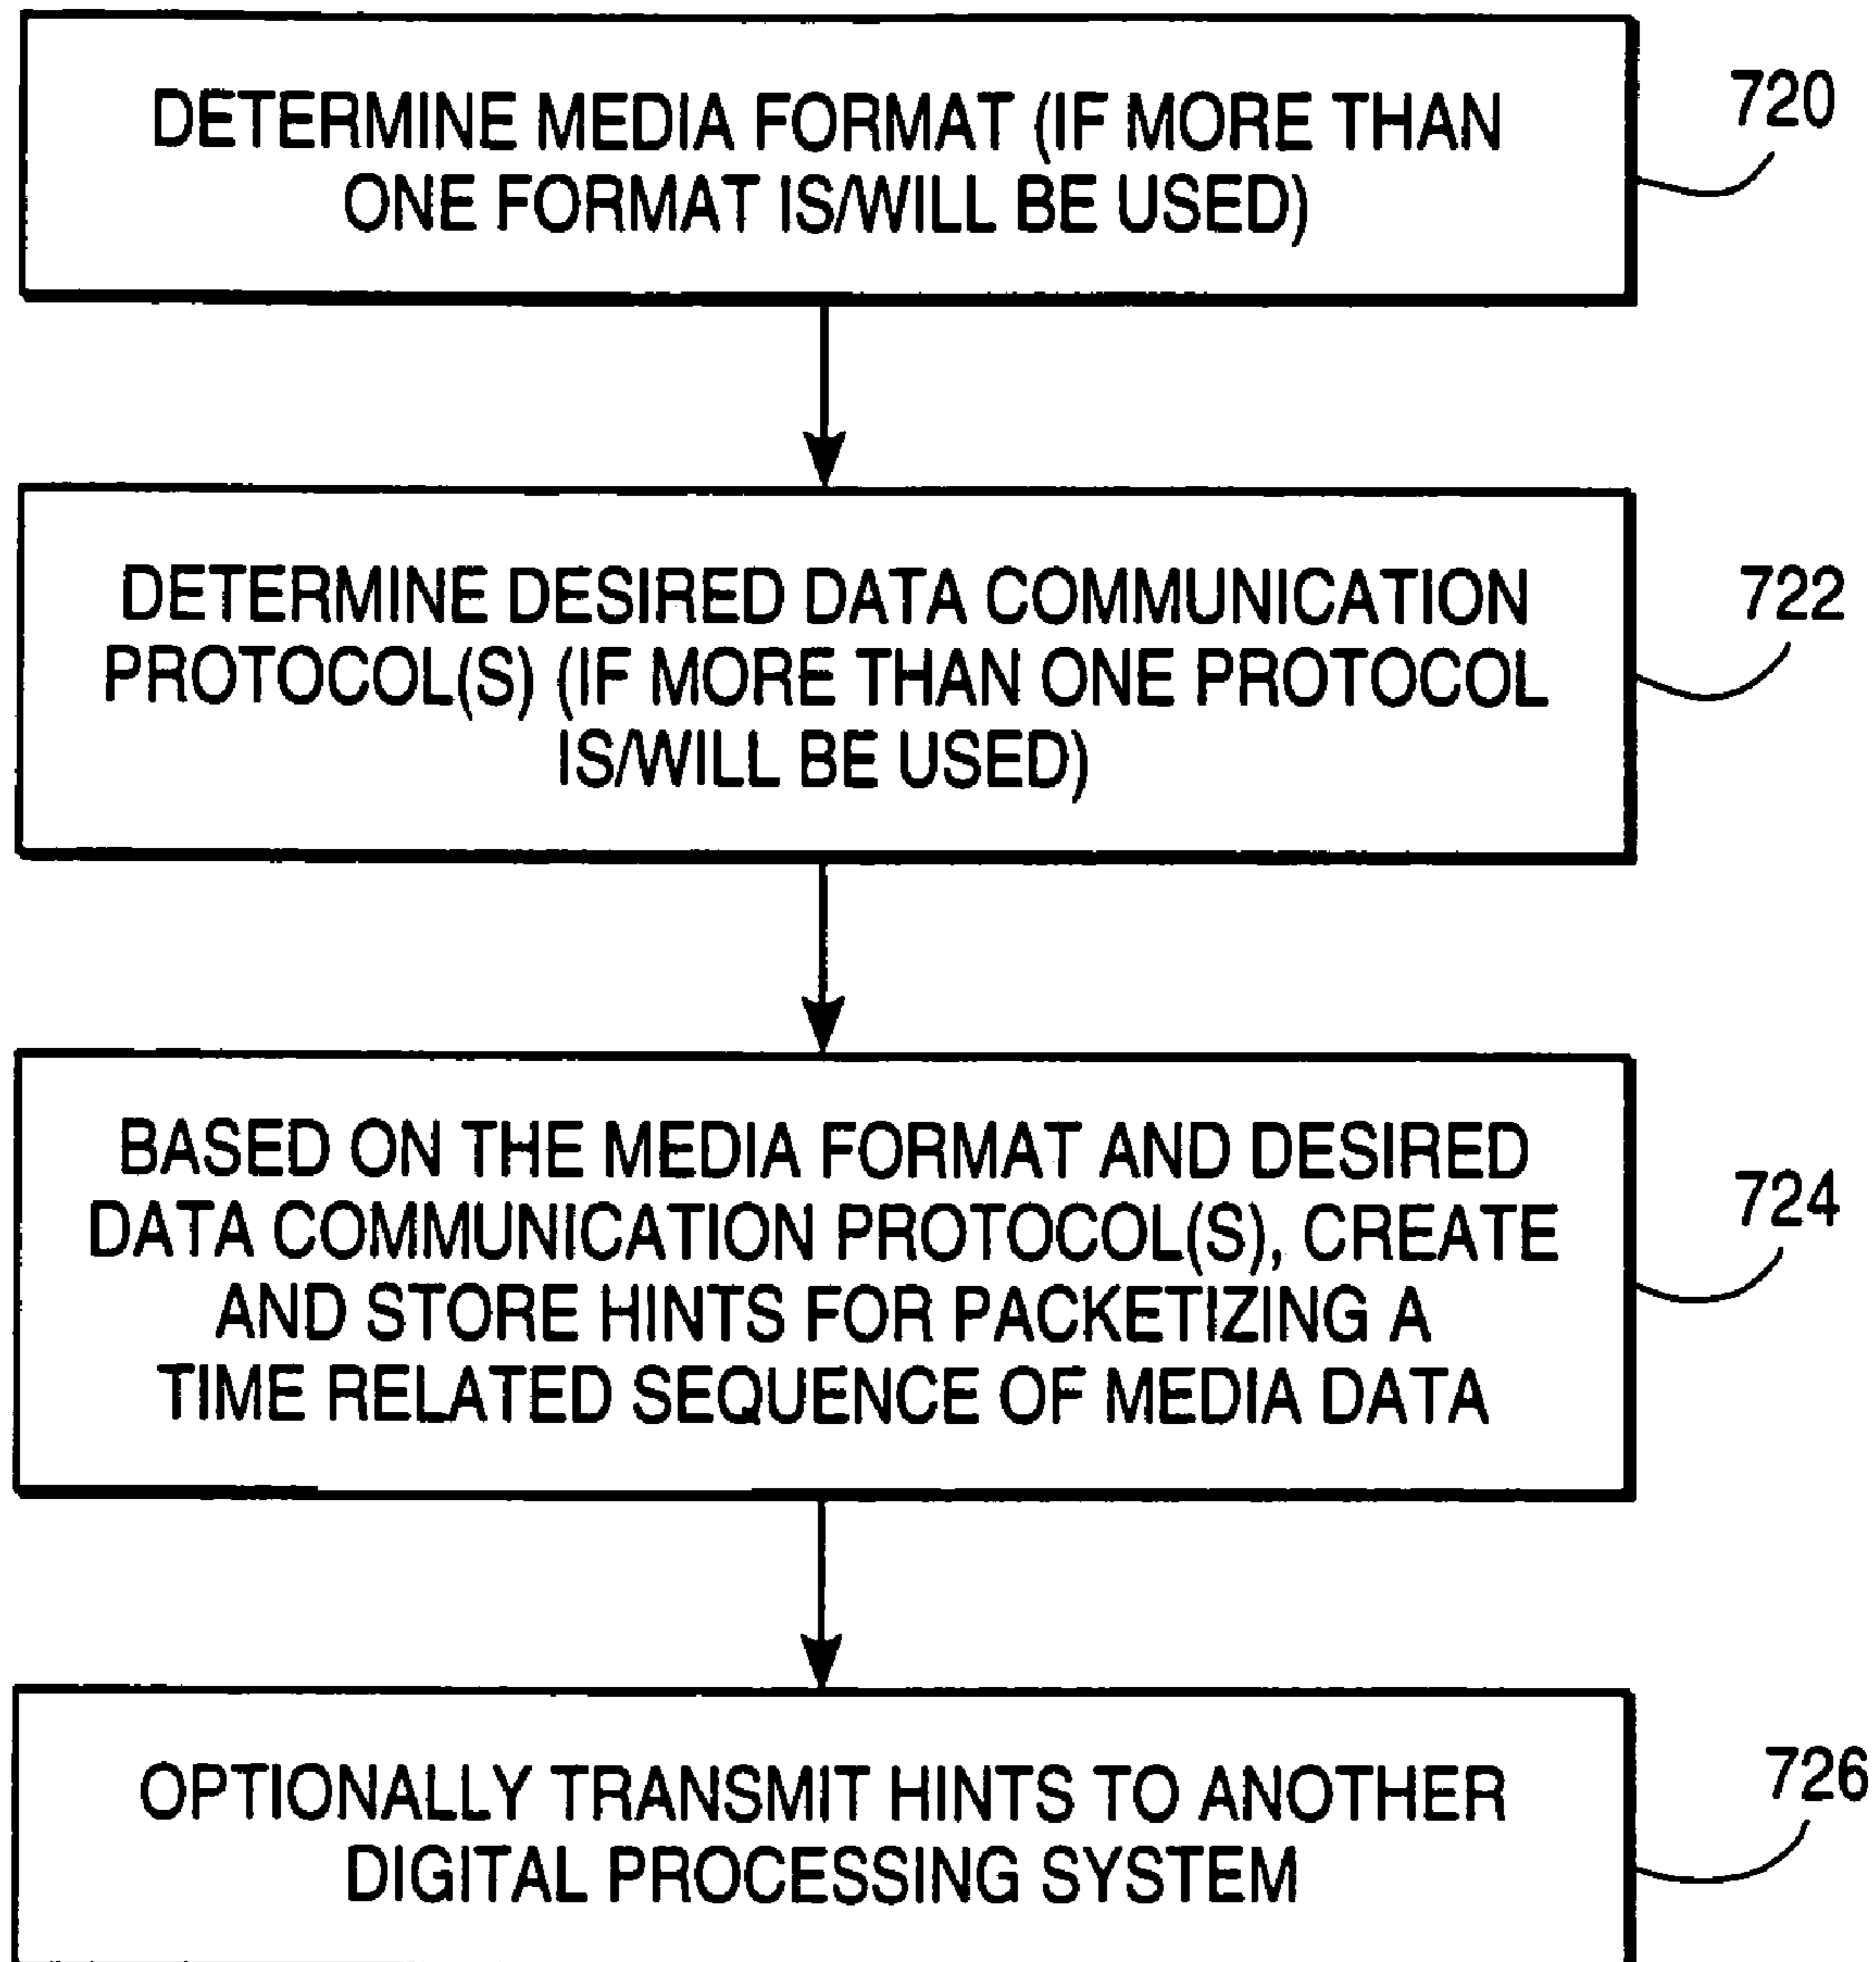 DETERMINE MEDIA FORMAT (IF MORE THAN
ONE FORMAT IS/WILL BE USED)
720
DETERMINE DESIRED DATA COMMUNICATION
PROTOCOL(S) (IF MORE THAN ONE PROTOCOL
IS/WILL BE USED)
722
BASED ON THE MEDIA FORMAT AND DESIRED
DATA COMMUNICATION PROTOCOL(S), CREATE
AND STORE HINTS FOR PACKETIZING A
TIME RELATED SEQUENCE OF MEDIA DATA
724
OPTIONALLY TRANSMIT HINTS TO ANOTHER
DIGITAL PROCESSING SYSTEM
726